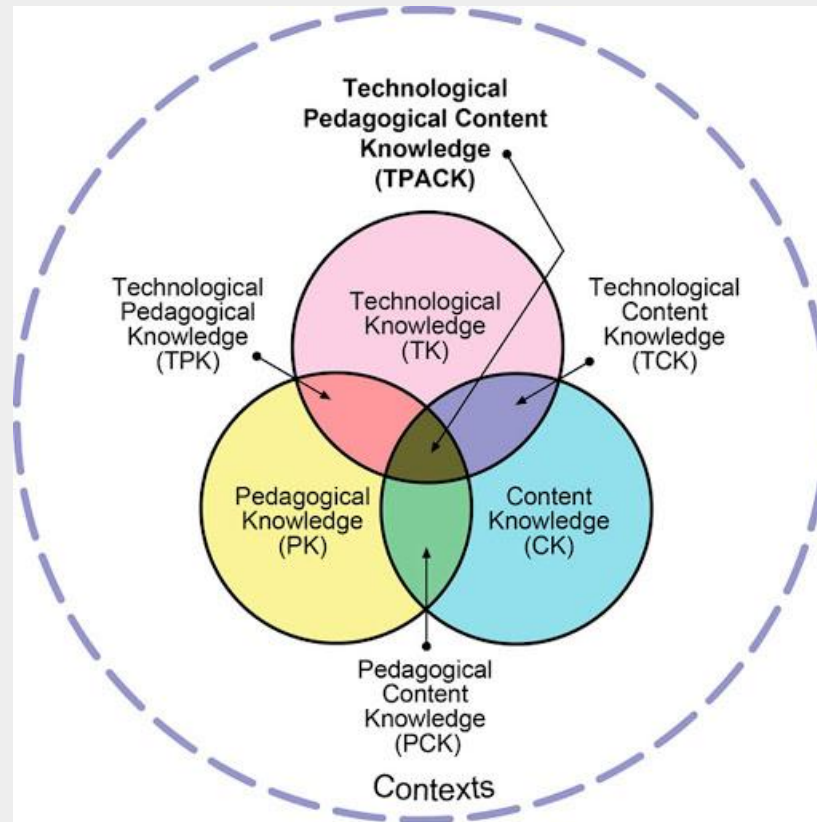 Technological
Pedagogical Content
Knowledge
(TPACK)
Technological
Pedagogical
Knowledge
(TPK)
Technological
Knowledge
(TK)
Technological
Content
Knowledge
(TCK)
Pedagogical
Knowledge
(PK)
Content
Knowledge
(CK)
Pedagogical
Content
Knowledge
(PCK)
Contexts